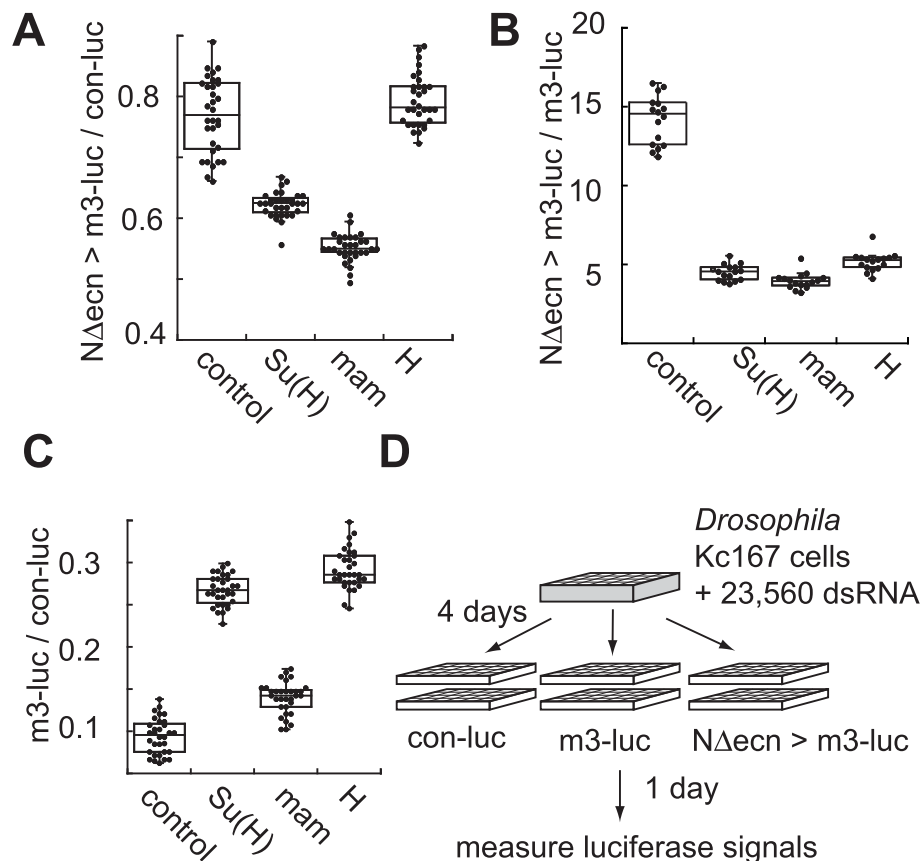 A
NΔecn > m3-luc / con-luc
0.8
0.6
0.4
control
Su(H)
mam
H
B
NΔecn > m3-luc / m3-luc
20
15
10
5
control
Su(H)
mam
H
C
m3-luc / con-luc
0.3
0.2
0.1
control
Su(H)
mam
H
D
Drosophila
Kc167 cells
+ 23,560 dsRNA
4 days
con-luc
m3-luc
NΔecn > m3-luc
1 day
measure luciferase signals